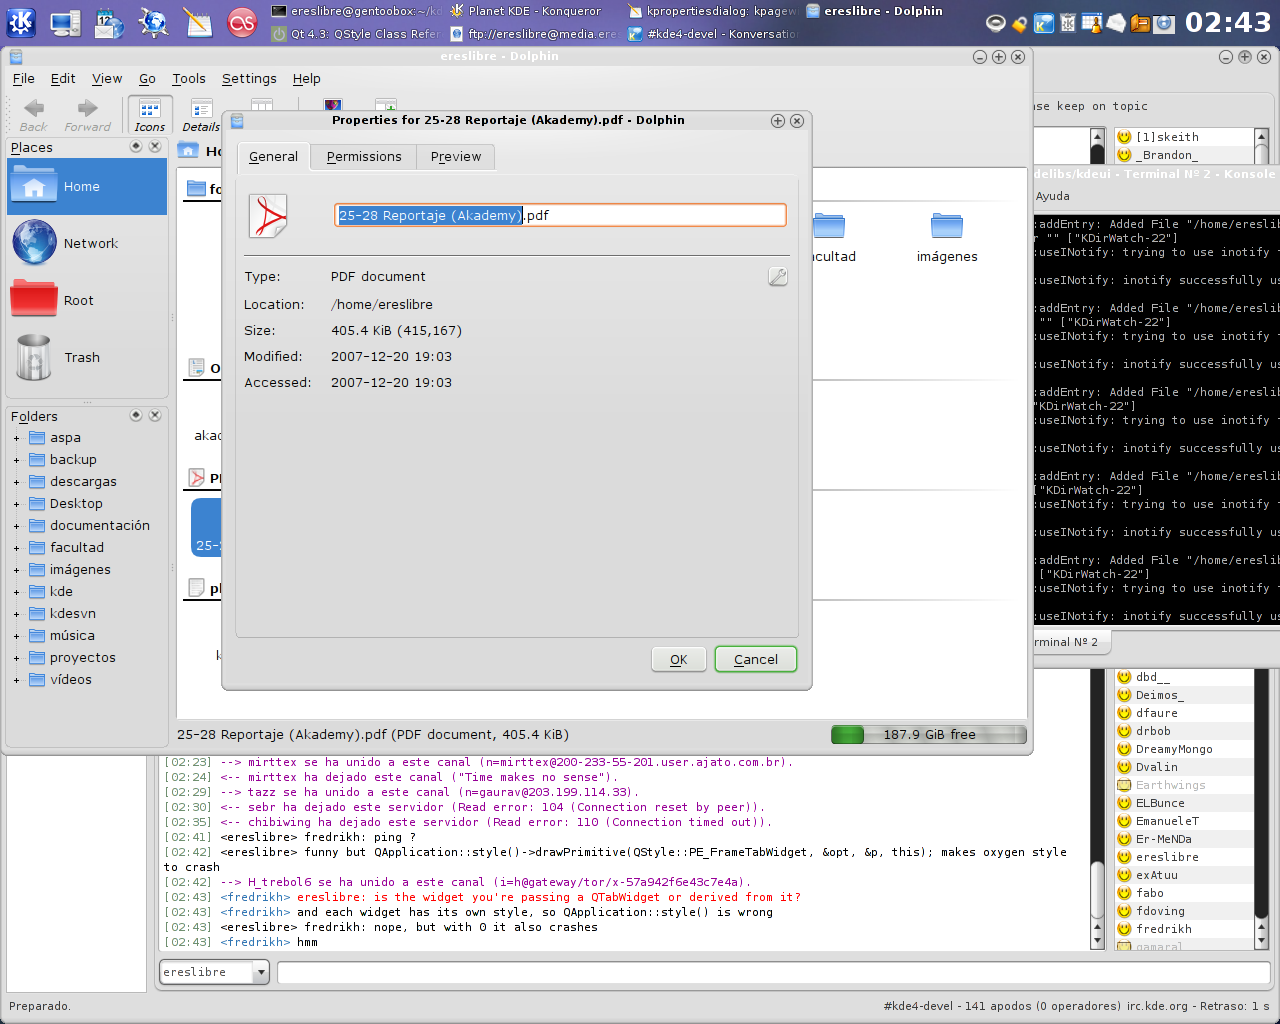 ereslibre@gentoobox:~/kd
Planet KDE - Konqueror
kpropertiesdialog: kpagew
ereslibre - Dolphin
Qt 4.3: QStyle Class Refer
ftp://ereslibre@media.ere
#kde4-devel - Konversatio
02:43
ereslibre - Dolphin
File Edit View Go Tools Settings Help
Back Forward Icons Details
Places
Home
Network
Root
Trash
Folders
aspa
backup
descargas
Desktop
documentación
facultad
imágenes
kde
kdesvn
música
proyectos
vídeos
Ho
fo
cultad
imágenes
O
akad
25-2
k
Properties for 25-28 Reportaje (Akademy).pdf - Dolphin
General Permissions Preview
25-28 Reportaje (Akademy).pdf
Type: PDF document
Location: /home/ereslibre
Size: 405.4 KiB (415,167)
Modified: 2007-12-20 19:03
Accessed: 2007-12-20 19:03
OK Cancel
25-28 Reportaje (Akademy).pdf (PDF document, 405.4 KiB)
187.9 GiB free
se keep on topic
[1]skeith
_Brandon_
delibs/kdeui - Terminal Nº 2 - Konsole
Ayuda
:addEntry: Added File "/home/eresli
r "" ["KDirWatch-22"]
:useINotify: trying to use inotify f
:useINotify: inotify successfully us
:addEntry: Added File "/home/eresli
"" ["KDirWatch-22"]
:useINotify: trying to use inotify f
:useINotify: inotify successfully us
:addEntry: Added File "/home/eresli
"KDirWatch-22"]
:useINotify: trying to use inotify f
:useINotify: inotify successfully us
:addEntry: Added File "/home/eresli
["KDirWatch-22"]
:useINotify: trying to use inotify f
:useINotify: inotify successfully us
:addEntry: Added File "/home/eresli
["KDirWatch-22"]
:useINotify: trying to use inotify f
:useINotify: inotify successfully us
rminal Nº 2
dbd__
Deimos_
dfaure
drbob
DreamyMongo
Dvalin
Earthwings
ELBunce
EmanueleT
Er-MeNDa
ereslibre
exAtuu
fabo
fdoving
fredrikh
gamaral
[02:23] --> mirttex se ha unido a este canal (n=mirttex@200-233-55-201.user.ajato.com.br).
[02:24] <-- mirttex ha dejado este canal ("Time makes no sense").
[02:29] --> tazz se ha unido a este canal (n=gaurav@203.199.114.33).
[02:30] <-- sebr ha dejado este servidor (Read error: 104 (Connection reset by peer)).
[02:35] <-- chibiwing ha dejado este servidor (Read error: 110 (Connection timed out)).
[02:41] <ereslibre> fredrikh: ping ?
[02:42] <ereslibre> funny but QApplication::style()->drawPrimitive(QStyle::PE_FrameTabWidget, &opt, &p, this); makes oxygen style
to crash
[02:42] --> H_trebol6 se ha unido a este canal (i=h@gateway/tor/x-57a942f6e43c7e4a).
[02:43] <fredrikh> ereslibre: is the widget you're passing a QTabWidget or derived from it?
[02:43] <fredrikh> and each widget has its own style, so QApplication::style() is wrong
[02:43] <ereslibre> fredrikh: nope, but with 0 it also crashes
[02:43] <fredrikh> hmm
ereslibre
Preparado.
#kde4-devel - 141 apodos (0 operadores) irc.kde.org - Retraso: 1 s